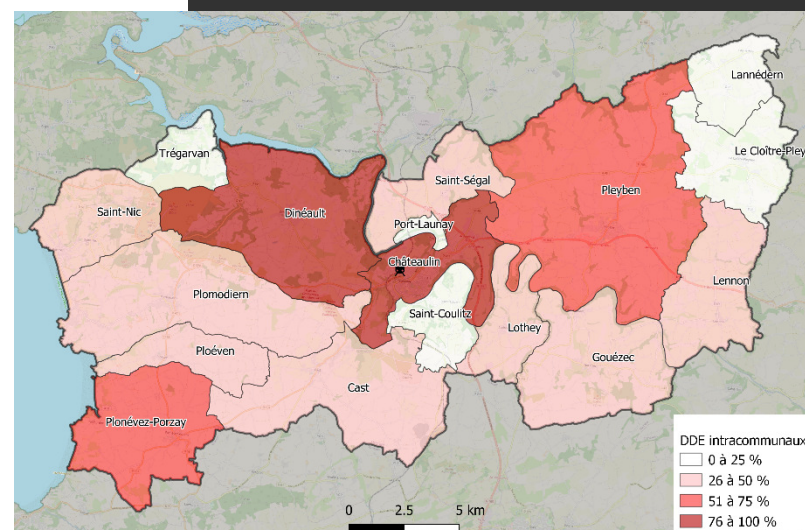 Lannédern
Trégarvan
Le Cloître-Pley
Saint-Ségal
Pleyben
Saint-Nic
Dinéault
Port-Launay
Châteaulin
Lennon
Plomodiern
Saint-Coulitz
Lothey
Ploéven
Gouézec
Cast
Plonévez-Porzay
DDE intracommunaux
0 à 25 %
26 à 50 %
51 à 75 %
76 à 100 %
0 2.5 5 km